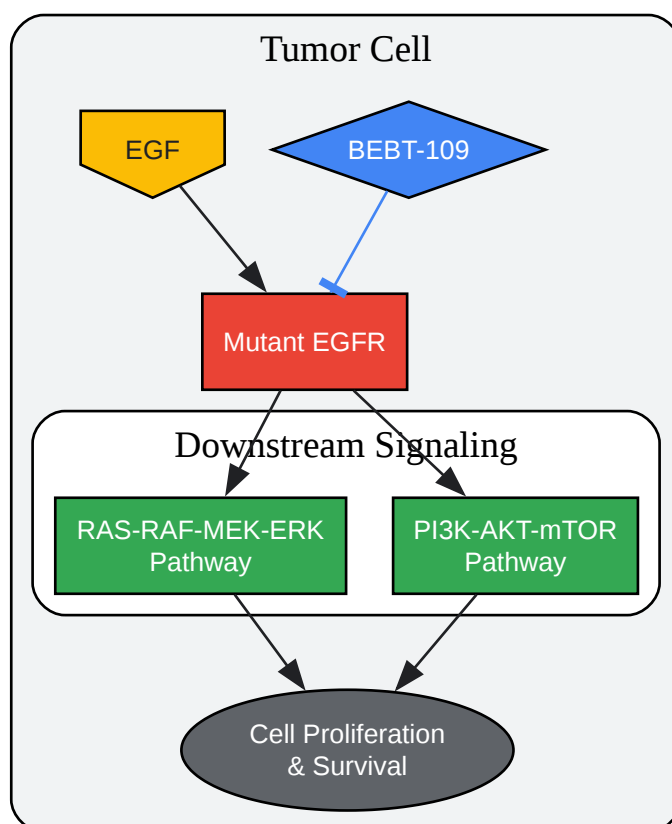 Tumor Cell
EGF
BEBT-109
Mutant EGFR
Downstream Signaling
RAS-RAF-MEK-ERK
Pathway
PI3K-AKT-mTOR
Pathway
Cell Proliferation
& Survival